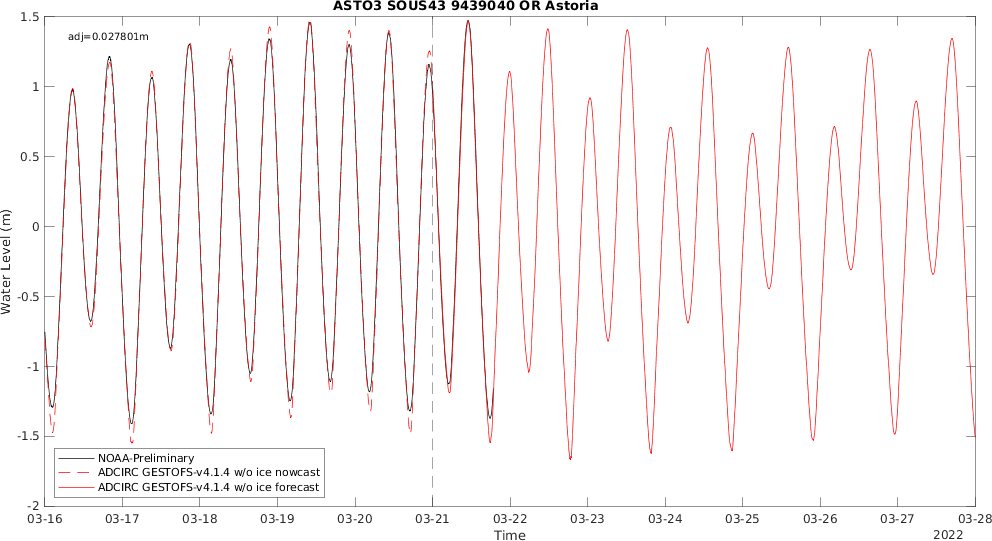 ASTO3 SOUS43 9439040 OR Astoria
adj=0.027801m
1.5
1
0.5
0
-0.5
-1
-1.5
-2
Water Level (m)
NOAA-Preliminary
ADCIRC GESTOFS-v4.1.4 w/o ice nowcast
ADCIRC GESTOFS-v4.1.4 w/o ice forecast
03-16 03-17 03-18 03-19 03-20 03-21 03-22 03-23 03-24 03-25 03-26 03-27 03-28
Time
2022